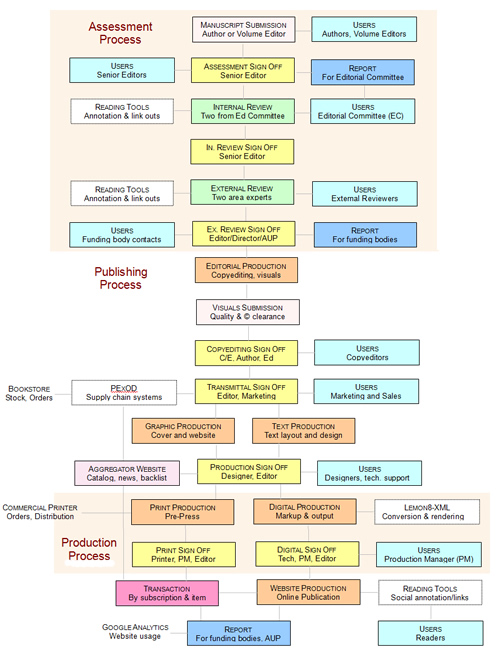 Assessment
Process
MANUSCRIPT SUBMISSION
Author or Volume Editor
USERS
Authors, Volume Editors
USERS
Senior Editors
ASSESSMENT SIGN OFF
Senior Editor
REPORT
For Editorial Committee
READING TOOLS
Annotation & link outs
INTERNAL REVIEW
Two from Ed Committee
USERS
Editorial Committee (EC)
IN. REVIEW SIGN OFF
Senior Editor
READING TOOLS
Annotation & link outs
EXTERNAL REVIEW
Two area experts
USERS
External Reviewers
USERS
Funding body contacts
EX. REVIEW SIGN OFF
Editor/Director/AUP
REPORT
For funding bodies
Publishing
Process
EDITORIAL PRODUCTION
Copyediting, visuals
VISUALS SUBMISSION
Quality & © clearance
COPYEDITING SIGN OFF
C/E, Author, Ed
USERS
Copyeditors
BOOKSTORE
Stock, Orders
PEXOD
Supply chain systems
TRANSMITTAL SIGN OFF
Editor, Marketing
USERS
Marketing and Sales
GRAPHIC PRODUCTION
Cover and website
TEXT PRODUCTION
Text layout and design
AGGREGATOR WEBSITE
Catalog, news, backlist
PRODUCTION SIGN OFF
Designer, Editor
USERS
Designers, tech. support
COMMERCIAL PRINTER
Orders, Distribution
PRINT PRODUCTION
Pre-Press
DIGITAL PRODUCTION
Markup & output
LEMON8-XML
Conversion & rendering
Production
Process
PRINT SIGN OFF
Printer, PM, Editor
DIGITAL SIGN OFF
Tech, PM, Editor
USERS
Production Manager (PM)
TRANSACTION
By subscription & item
WEBSITE PRODUCTION
Online Publication
READING TOOLS
Social annotation/links
GOOGLE ANALYTICS
Website usage
REPORT
For funding bodies, AUP
USERS
Readers